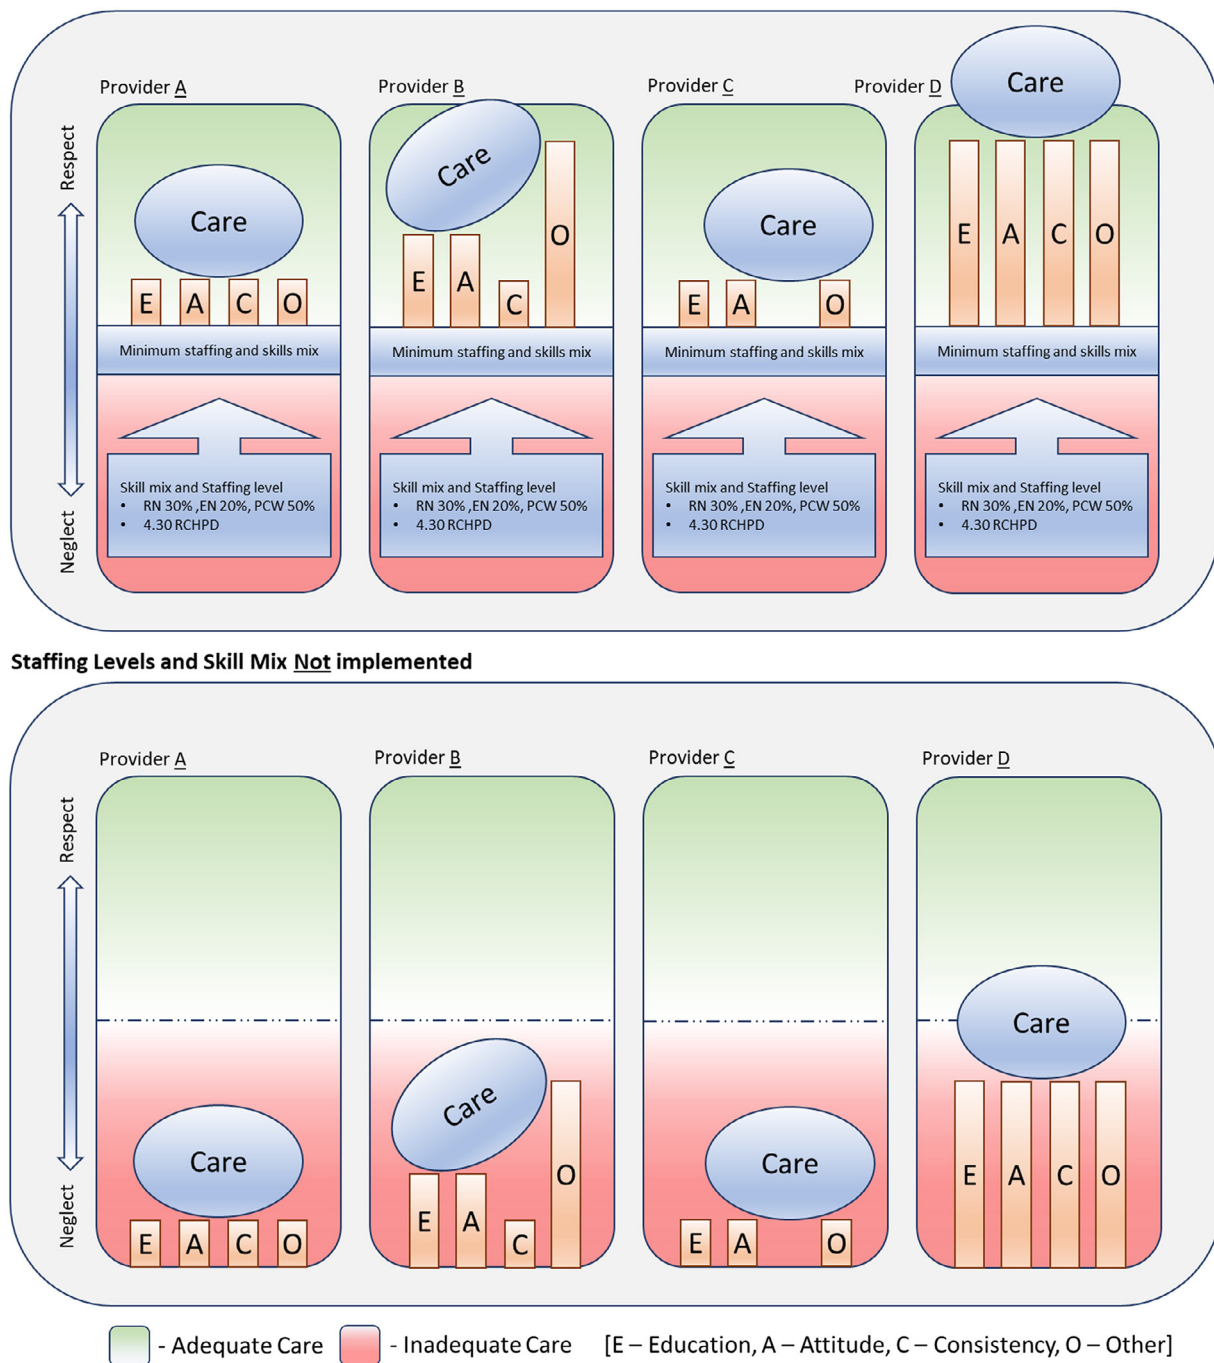 Provider A
Provider B
Provider C
Provider D
Respect
Neglect
Care
E A C O
Minimum staffing and skills mix
Skill mix and Staffing level
• RN 30% ,EN 20%, PCW 50%
• 4.30 RCHPD
Care
E A C O
Minimum staffing and skills mix
Skill mix and Staffing level
• RN 30% ,EN 20%, PCW 50%
• 4.30 RCHPD
Care
E A O
Minimum staffing and skills mix
Skill mix and Staffing level
• RN 30% ,EN 20%, PCW 50%
• 4.30 RCHPD
Care
E A C O
Minimum staffing and skills mix
Skill mix and Staffing level
• RN 30% ,EN 20%, PCW 50%
• 4.30 RCHPD
Staffing Levels and Skill Mix Not implemented
Provider A
Provider B
Provider C
Provider D
Respect
Neglect
Care
E A C O
Care
E A C O
Care
E A O
Care
E A C O
- Adequate Care
- Inadequate Care
[E – Education, A – Attitude, C – Consistency, O – Other]